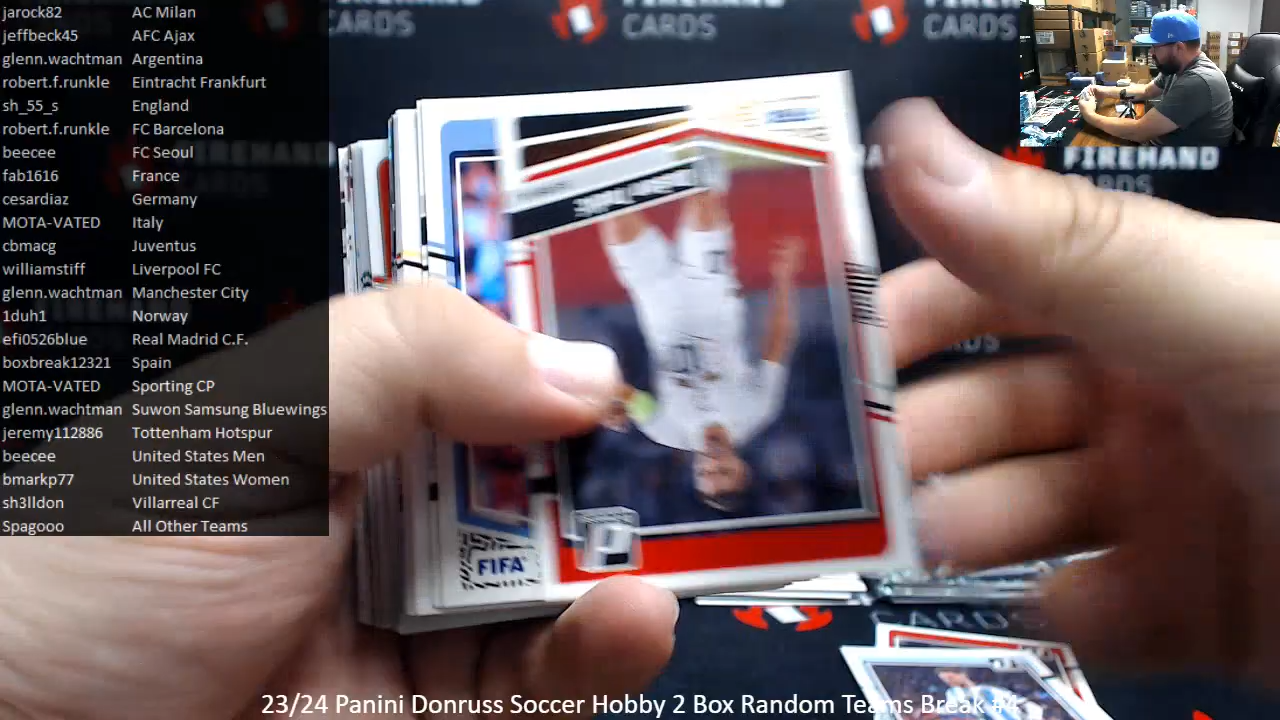 jarock82 AC Milan
jeffbeck45 AFC Ajax
glenn.wachtman Argentina
robert.f.runkle Eintracht Frankfurt
sh_55_s England
robert.f.runkle FC Barcelona
beecee FC Seoul
fab1616 France
cesardiaz Germany
MOTA-VATED Italy
cbmacg Juventus
williamstiff Liverpool FC
glenn.wachtman Manchester City
1duh1 Norway
efi0526blue Real Madrid C.F.
boxbreak12321 Spain
MOTA-VATED Sporting CP
glenn.wachtman Suwon Samsung Bluewings
jeremy112886 Tottenham Hotspur
beecee United States Men
bmarkp77 United States Women
sh3lldon Villarreal CF
Spagooo All Other Teams
FIREHAND
CARDS
FIREHAND
CARDS
FIREHAND
CARDS
FIREHAND
CARDS
FIREHAND
FIFA
CARDS
23/24 Panini Donruss Soccer Hobby 2 Box Random Teams Break #4